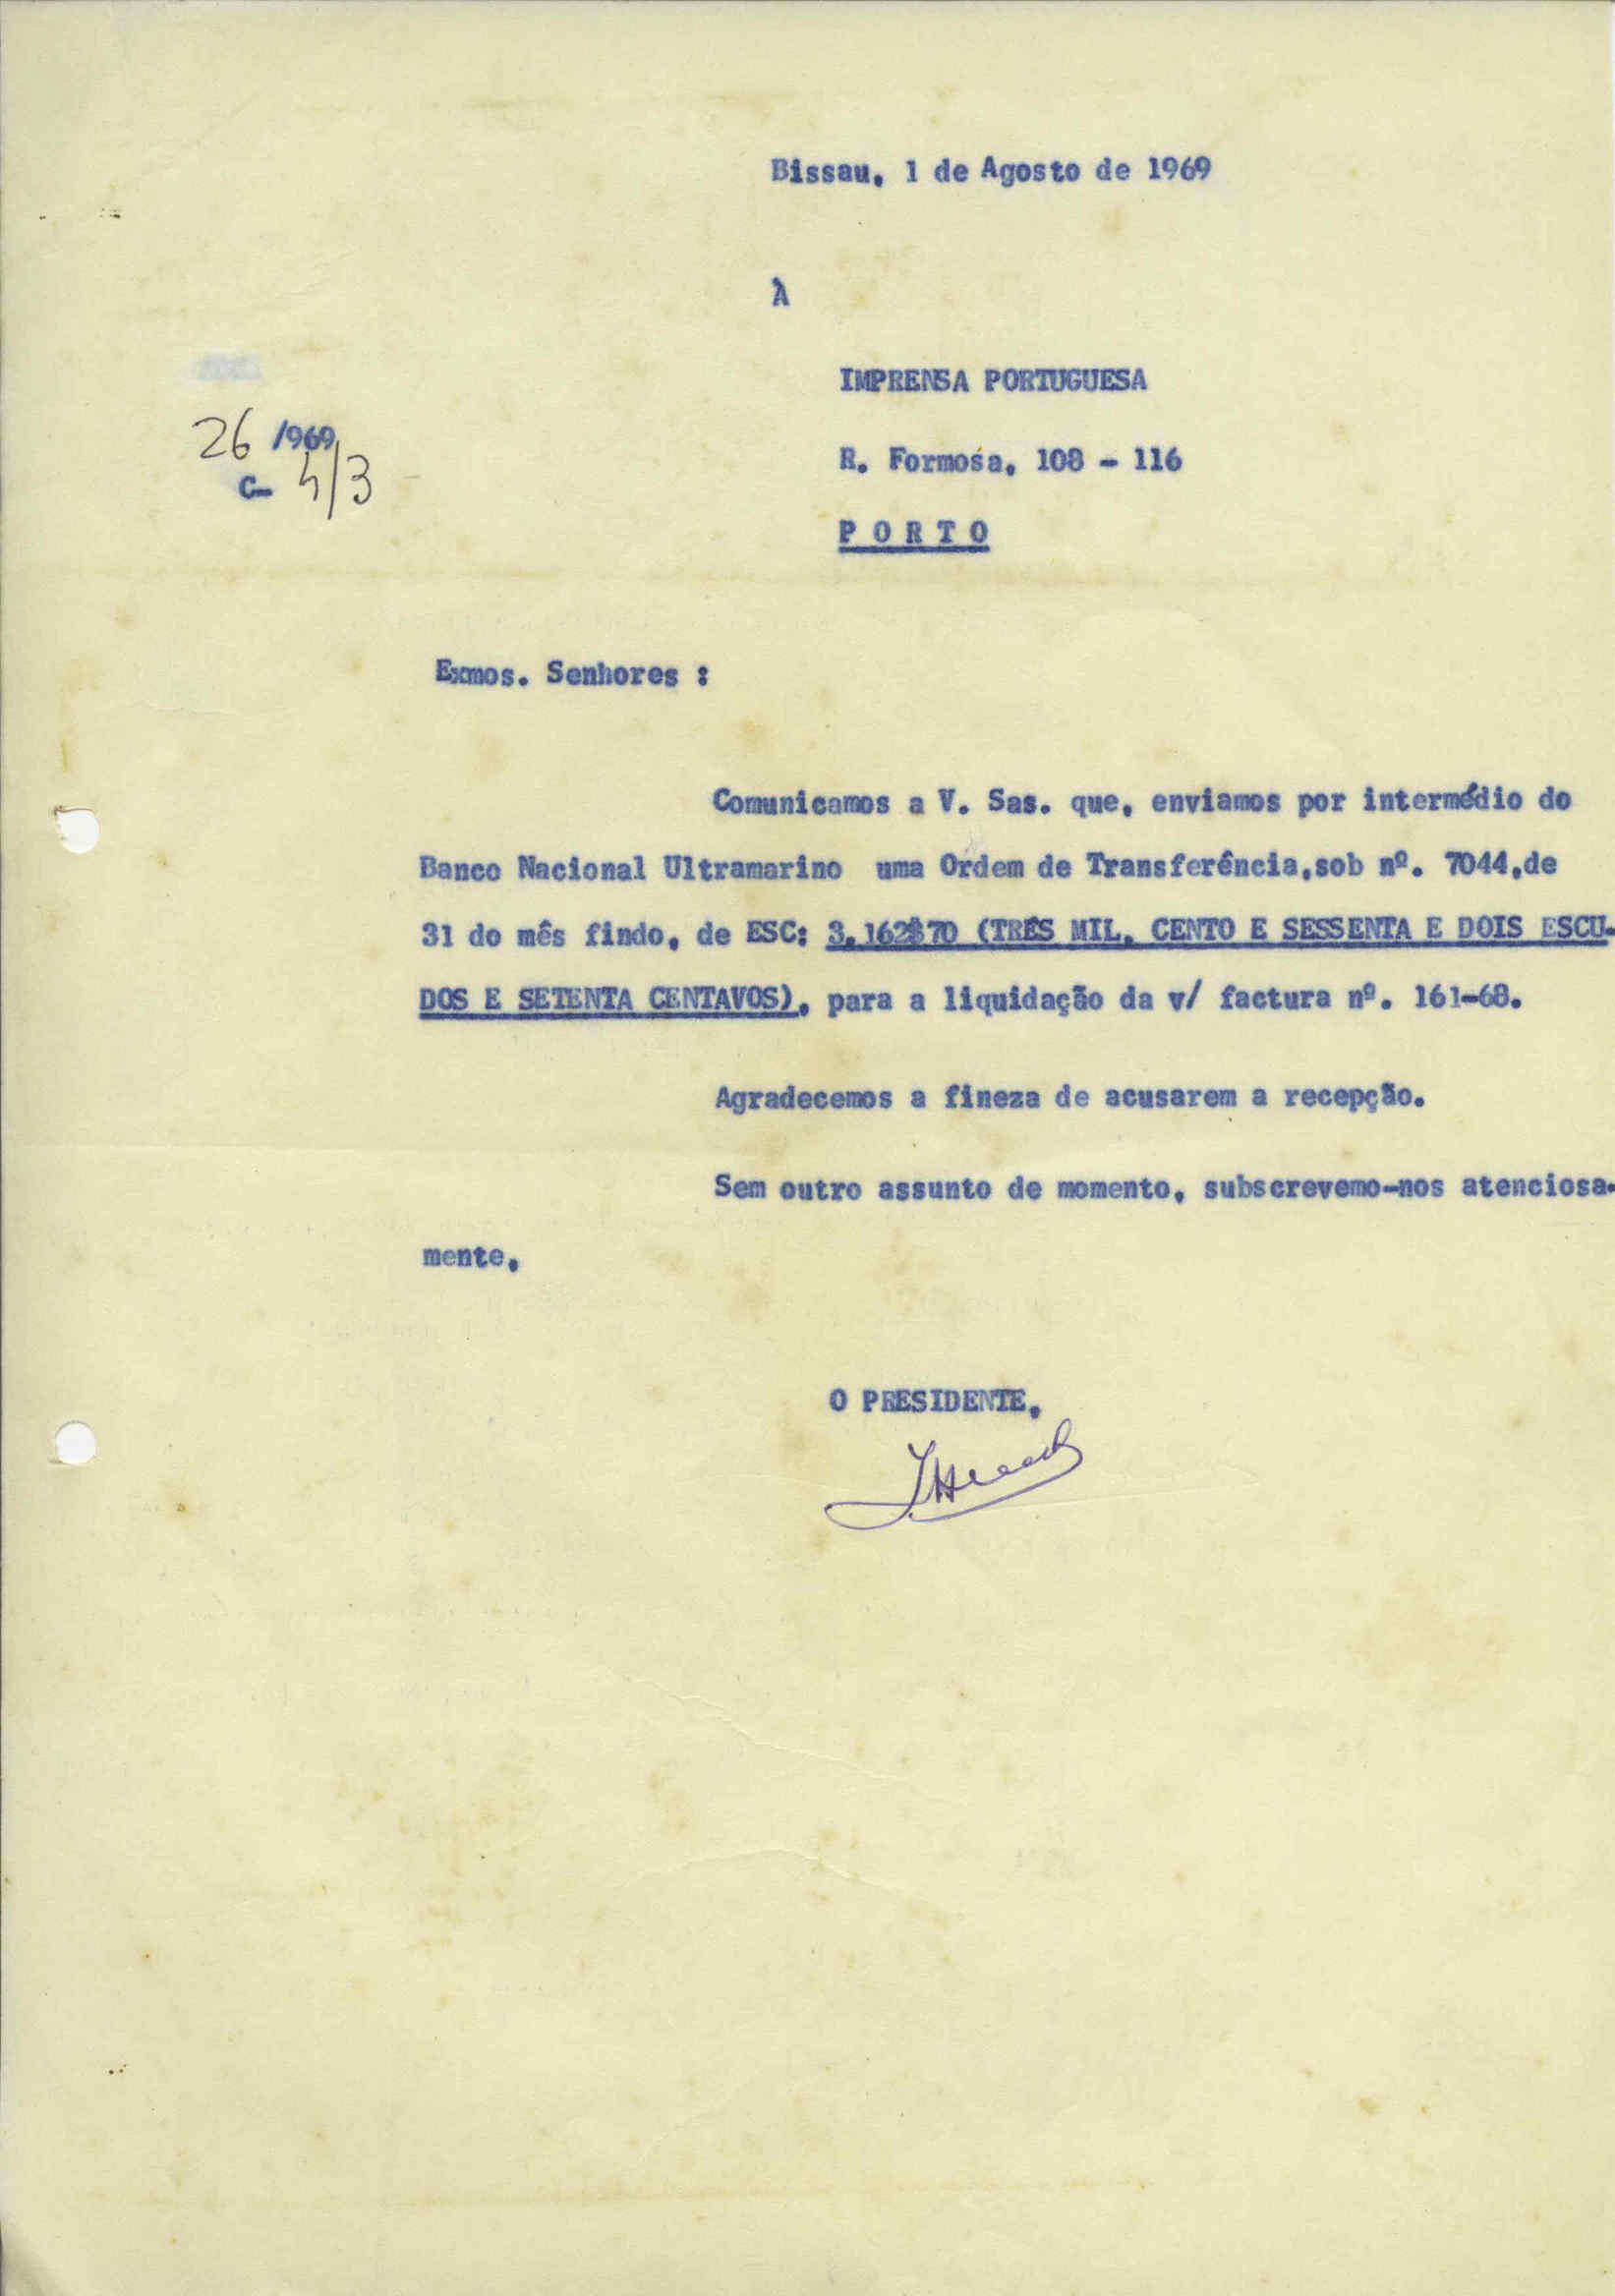 Bissau, 1 de Agosto de 1969
À
IMPRENSA PORTUGUESA
26 /969
R. Formosa, 108 - 116
C- 4/3
P O R T O
Exmos. Senhores :
Comunicamos a V. Sas. que, enviamos por intermédio do
Banco Nacional Ultramarino uma Ordem de Transferência,sob nº. 7044,de
31 do mês findo, de ESC: 3.162$70 (TRÊS MIL, CENTO E SESSENTA E DOIS ESCU-
DOS E SETENTA CENTAVOS), para a liquidação da v/ factura nº. 161-68.
Agradecemos a fineza de acusarem a recepção.
Sem outro assunto de momento, subscrevemo-nos atenciosa-
mente,
O PRESIDENTE,